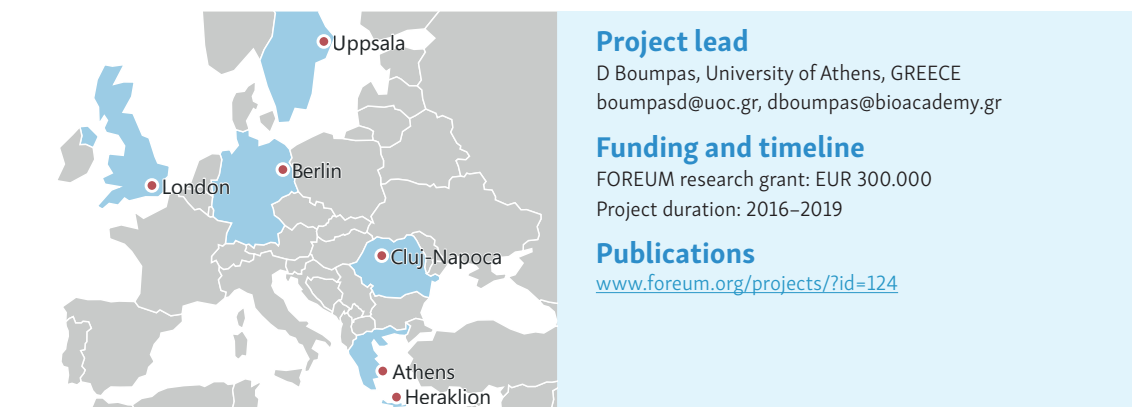 Uppsala
Berlin
London
Cluj-Napoca
Athens
Heraklion
Project lead
D Boumpas, University of Athens, GREECE
boumpasd@uoc.gr, dboumpas@bioacademy.gr
Funding and timeline
FOREUM research grant: EUR 300.000
Project duration: 2016–2019
Publications
www.foreum.org/projects/?id=124